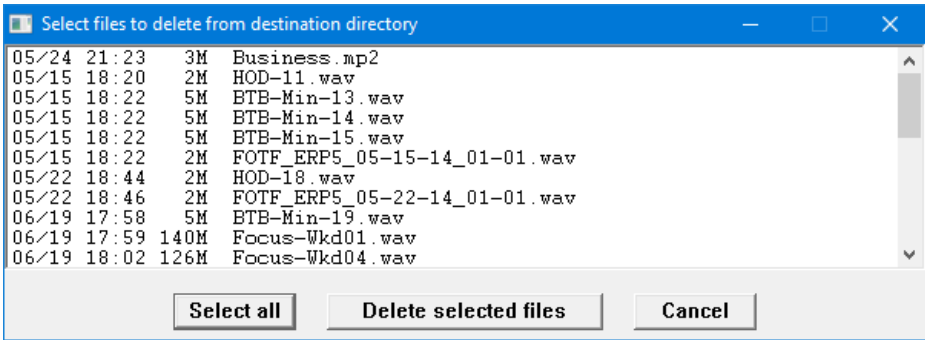 Select files to delete from destination directory
05/24 21:23    3M  Business.mp2
05/15 18:20    2M  HOD-11.wav
05/15 18:22    5M  BTB-Min-13.wav
05/15 18:22    5M  BTB-Min-14.wav
05/15 18:22    5M  BTB-Min-15.wav
05/15 18:22    2M  FOTF_ERP5_05-15-14_01-01.wav
05/22 18:44    2M  HOD-18.wav
05/22 18:46    2M  FOTF_ERP5_05-22-14_01-01.wav
06/19 17:58    5M  BTB-Min-19.wav
06/19 17:59  140M  Focus-Wkd01.wav
06/19 18:02  126M  Focus-Wkd04.wav
Select all  Delete selected files  Cancel